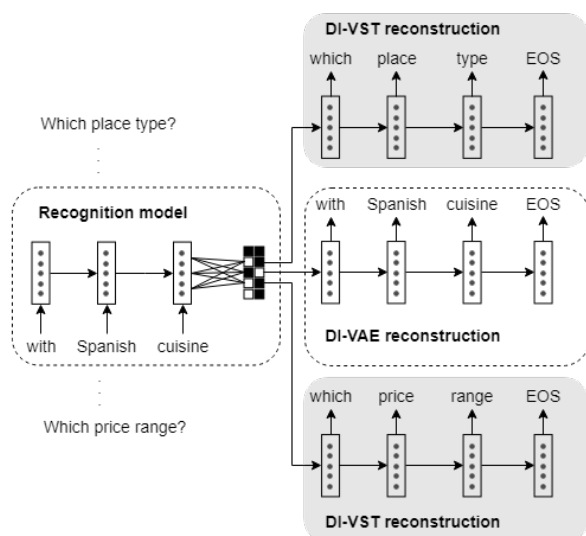 DI-VST reconstruction
which place type EOS
Which place type?
Recognition model
with Spanish cuisine
with Spanish cuisine EOS
DI-VAE reconstruction
Which price range?
which price range EOS
DI-VST reconstruction